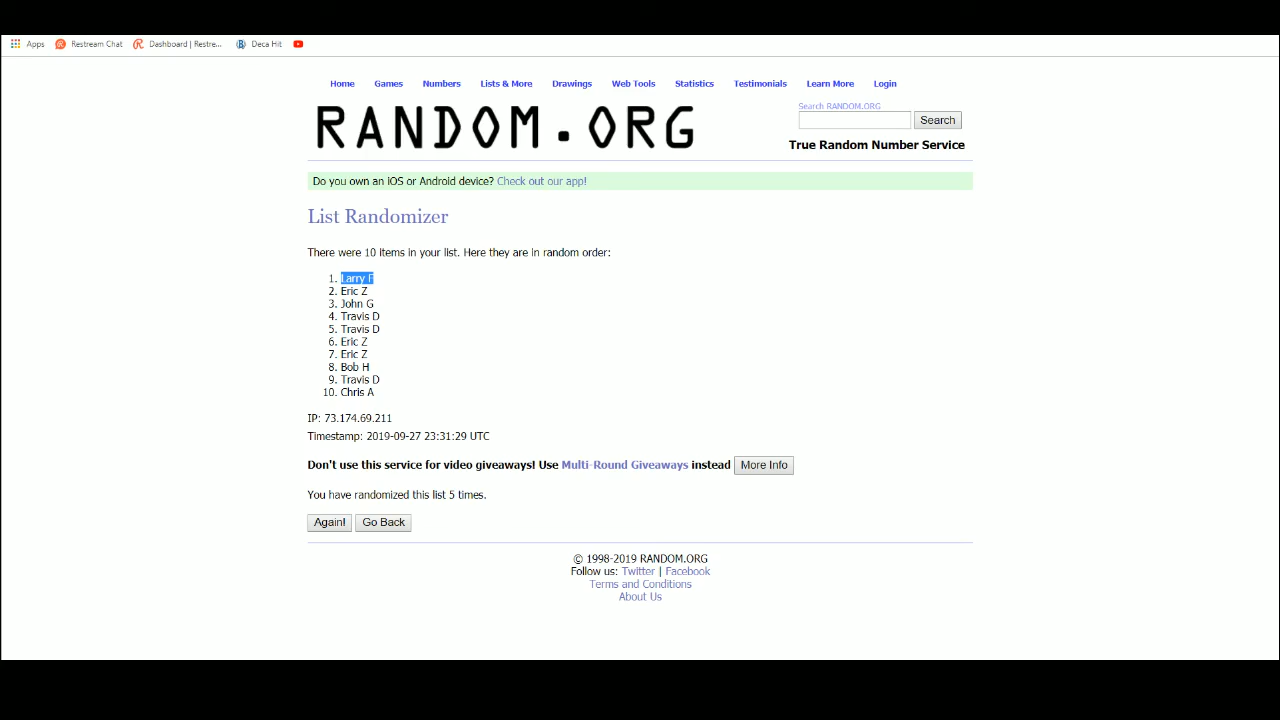 Apps Restream Chat Dashboard | Restre... Deca Hit
Home Games Numbers Lists & More Drawings Web Tools Statistics Testimonials Learn More Login
Search RANDOM.ORG
RANDOM.ORG
Search
True Random Number Service
Do you own an iOS or Android device? Check out our app!
List Randomizer
There were 10 items in your list. Here they are in random order:
1. Larry F
2. Eric Z
3. John G
4. Travis D
5. Travis D
6. Eric Z
7. Eric Z
8. Bob H
9. Travis D
10. Chris A
IP: 73.174.69.211
Timestamp: 2019-09-27 23:31:29 UTC
Don't use this service for video giveaways! Use Multi-Round Giveaways instead More Info
You have randomized this list 5 times.
Again! Go Back
© 1998-2019 RANDOM.ORG
Follow us: Twitter | Facebook
Terms and Conditions
About Us